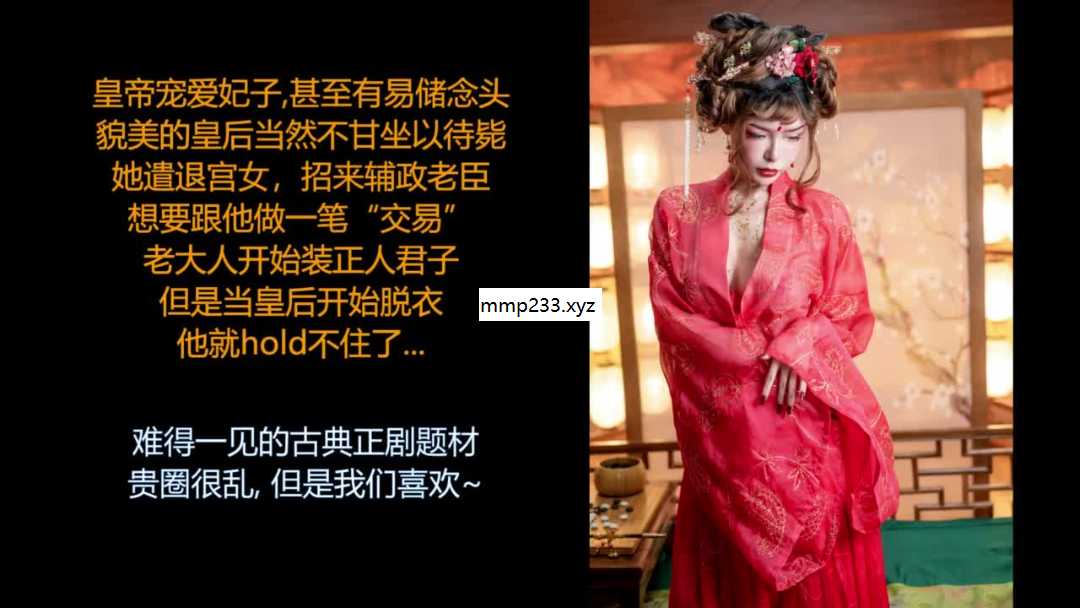 皇帝宠爱妃子,甚至有易储念头
貌美的皇后当然不甘坐以待毙
她遣退宫女，招来辅政老臣
想要跟他做一笔“交易”
老大人开始装正人君子
但是当皇后开始脱衣
他就hold不住了...
mmp233.xyz
难得一见的古典正剧题材
贵圈很乱, 但是我们喜欢~